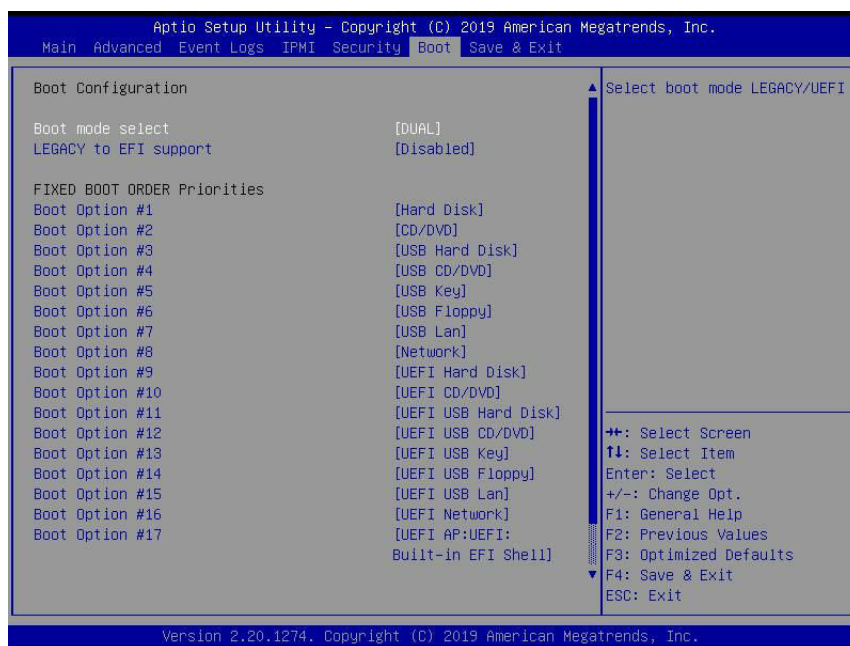 Aptio Setup Utility – Copyright (C) 2019 American Megatrends, Inc.
Main Advanced Event Logs IPMI Security Boot Save & Exit
Boot Configuration
Boot mode select [DUAL]
LEGACY to EFI support [Disabled]
FIXED BOOT ORDER Priorities
Boot Option #1 [Hard Disk]
Boot Option #2 [CD/DVD]
Boot Option #3 [USB Hard Disk]
Boot Option #4 [USB CD/DVD]
Boot Option #5 [USB Key]
Boot Option #6 [USB Floppy]
Boot Option #7 [USB Lan]
Boot Option #8 [Network]
Boot Option #9 [UEFI Hard Disk]
Boot Option #10 [UEFI CD/DVD]
Boot Option #11 [UEFI USB Hard Disk]
Boot Option #12 [UEFI USB CD/DVD]
Boot Option #13 [UEFI USB Key]
Boot Option #14 [UEFI USB Floppy]
Boot Option #15 [UEFI USB Lan]
Boot Option #16 [UEFI Network]
Boot Option #17 [UEFI AP:UEFI:
Built-in EFI Shell]
Select boot mode LEGACY/UEFI
→←: Select Screen
↑↓: Select Item
Enter: Select
+/-: Change Opt.
F1: General Help
F2: Previous Values
F3: Optimized Defaults
F4: Save & Exit
ESC: Exit
Version 2.20.1274. Copyright (C) 2019 American Megatrends, Inc.